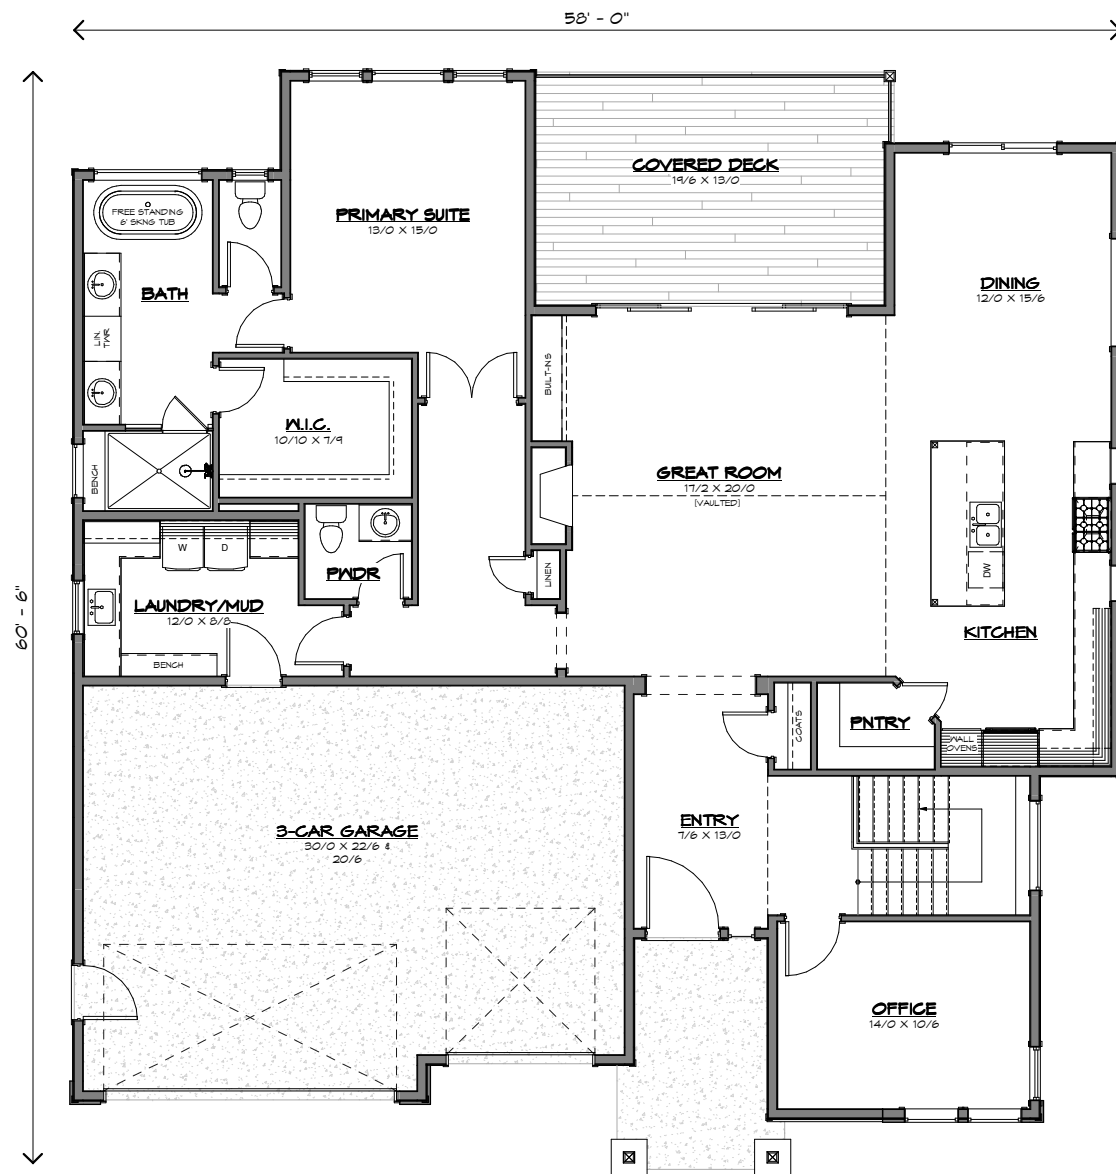 58' - 0"
60' - 6"
COVERED DECK
19/6 X 13/0
PRIMARY SUITE
13/0 X 15/0
FREE STANDING
6' SKNG TUB
BATH
LIN.
TWR
DINING
12/0 X 15/6
BUILT-INS
W.I.C.
10/10 X 7/9
BENCH
GREAT ROOM
17/2 X 20/0
[VAULTED]
W
D
PWDR
LINEN
DW
LAUNDRY/MUD
12/0 X 8/8
BENCH
KITCHEN
COATS
PNTRY
WALL
OVENS
3-CAR GARAGE
30/0 X 22/6 &
20/6
ENTRY
7/6 X 13/0
OFFICE
14/0 X 10/6